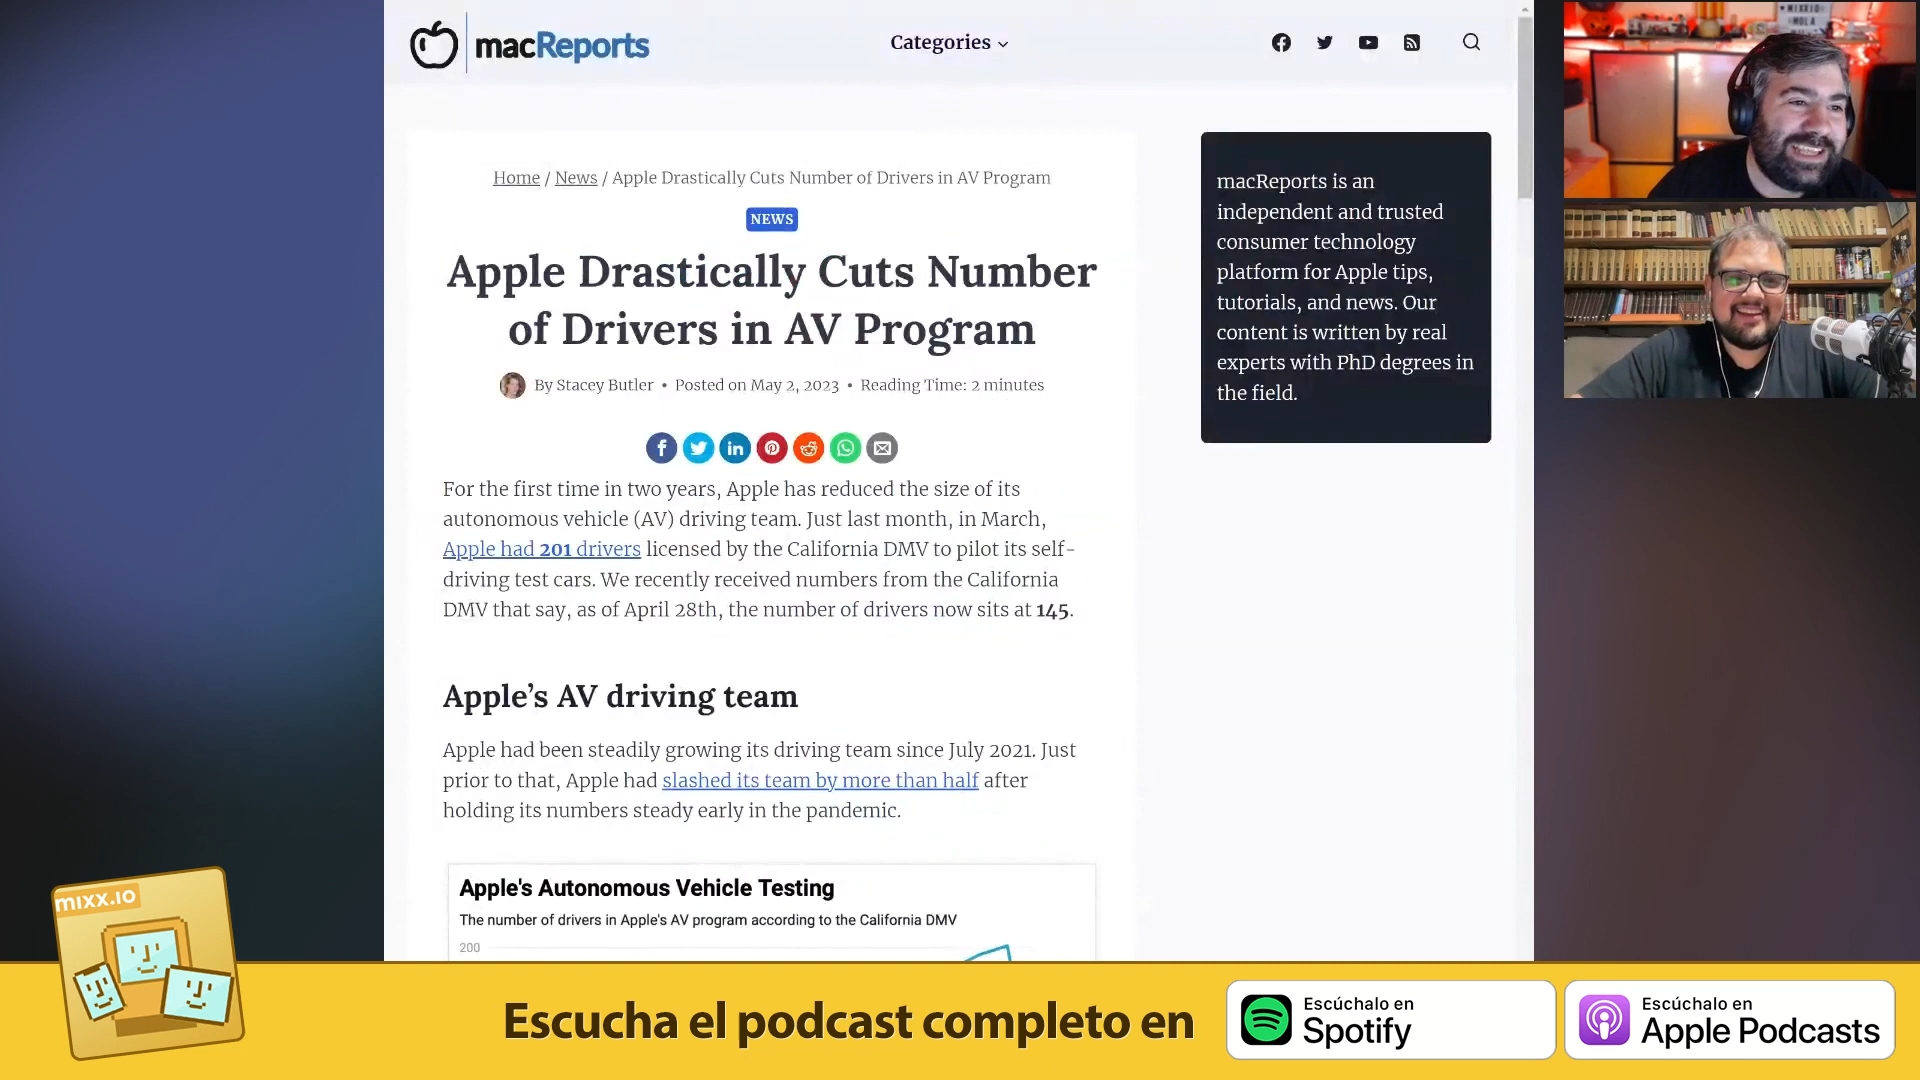 macReports
Categories
Home / News / Apple Drastically Cuts Number of Drivers in AV Program
NEWS
Apple Drastically Cuts Number
of Drivers in AV Program
By Stacey Butler • Posted on May 2, 2023 • Reading Time: 2 minutes
For the first time in two years, Apple has reduced the size of its
autonomous vehicle (AV) driving team. Just last month, in March,
Apple had 201 drivers licensed by the California DMV to pilot its self-
driving test cars. We recently received numbers from the California
DMV that say, as of April 28th, the number of drivers now sits at 145.
Apple’s AV driving team
Apple had been steadily growing its driving team since July 2021. Just
prior to that, Apple had slashed its team by more than half after
holding its numbers steady early in the pandemic.
Apple's Autonomous Vehicle Testing
The number of drivers in Apple's AV program according to the California DMV
200
macReports is an
independent and trusted
consumer technology
platform for Apple tips,
tutorials, and news. Our
content is written by real
experts with PhD degrees in
the field.
MIXXIO
HOLA
mixx.io
Escucha el podcast completo en
Escúchalo en
Spotify
Escúchalo en
Apple Podcasts